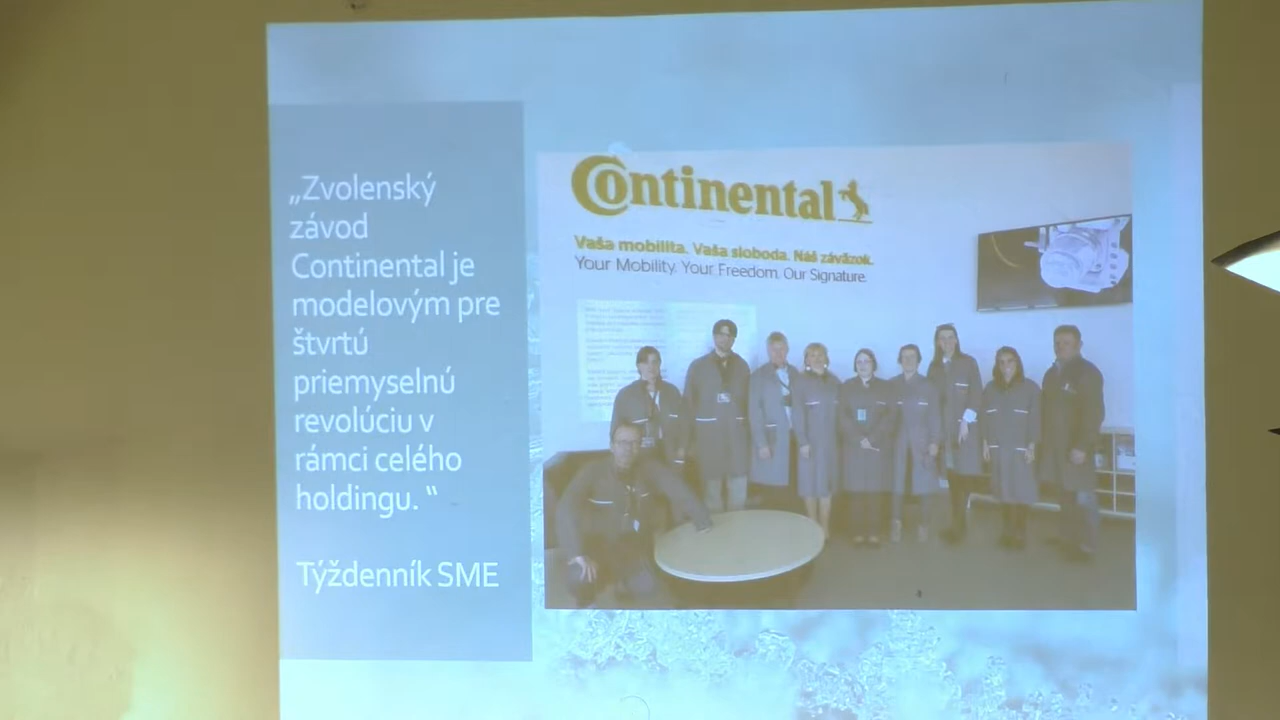 „Zvolenský
závod
Continental je
modelovým pre
štvrtú
priemyselnú
revolúciu v
rámci celého
holdingu. “
Týždenník SME
Continental
Vaša mobilita. Vaša sloboda. Náš záväzok.
Your Mobility. Your Freedom. Our Signature.